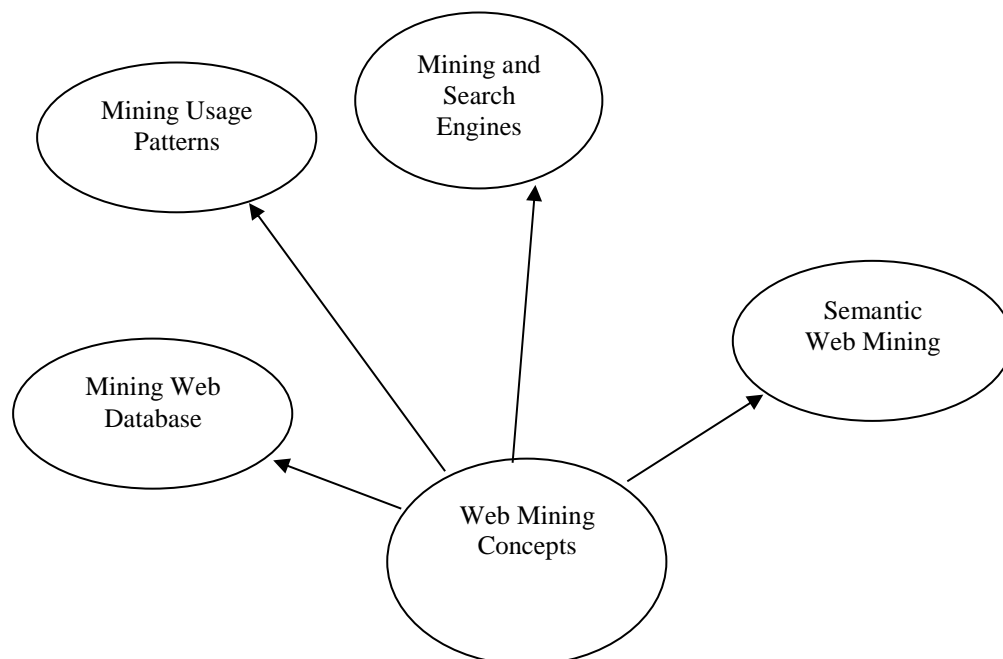 Mining and
Search
Engines
Mining Usage
Patterns
Semantic
Web Mining
Mining Web
Database
Web Mining
Concepts